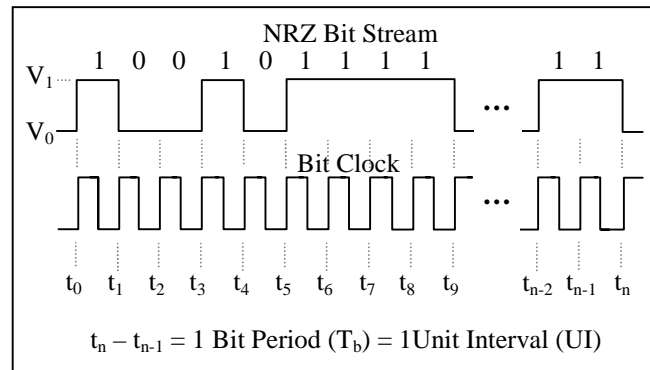 NRZ Bit Stream
1 0 0 1 0 1 1 1 1 1 1
V₁
V₀
...
Bit Clock
...
t₀ t₁ t₂ t₃ t₄ t₅ t₆ t₇ t₈ t₉ tₙ₋₂ tₙ₋₁ tₙ
tₙ – tₙ₋₁ = 1 Bit Period (T_b) = 1Unit Interval (UI)